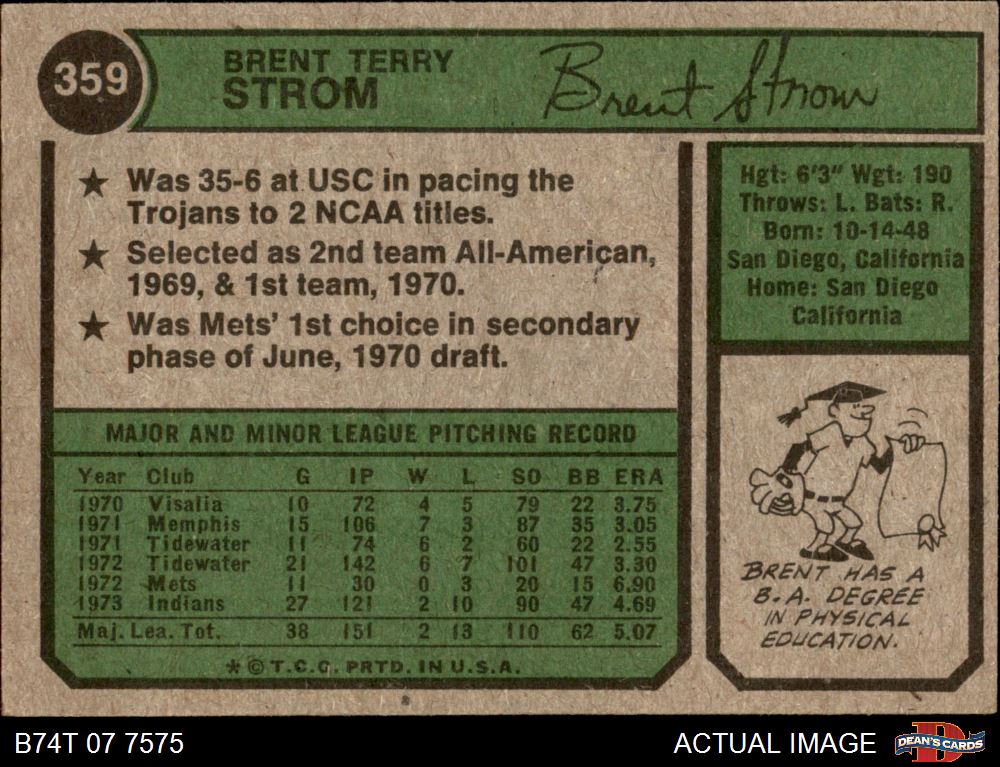 359
BRENT TERRY
STROM
Brent Strom
★ Was 35-6 at USC in pacing the
Trojans to 2 NCAA titles.
★ Selected as 2nd team All-American,
1969, & 1st team, 1970.
★ Was Mets' 1st choice in secondary
phase of June, 1970 draft.
Hgt: 6'3" Wgt: 190
Throws: L. Bats: R.
Born: 10-14-48
San Diego, California
Home: San Diego
California
MAJOR AND MINOR LEAGUE PITCHING RECORD
Year Club G IP W L SO BB ERA
1970 Visalia 10 72 4 5 79 22 3.75
1971 Memphis 15 106 7 3 87 35 3.05
1971 Tidewater 11 74 6 2 60 22 2.55
1972 Tidewater 21 142 6 7 101 47 3.30
1972 Mets 11 30 0 3 20 15 6.90
1973 Indians 27 121 2 10 90 47 4.69
Maj. Lea. Tot. 38 151 2 13 110 62 5.07
* © T.C.G. PRTD. IN U.S.A.
BRENT HAS A
B.A. DEGREE
IN PHYSICAL
EDUCATION.
B74T 07 7575
ACTUAL IMAGE
D
DEAN'S CARDS